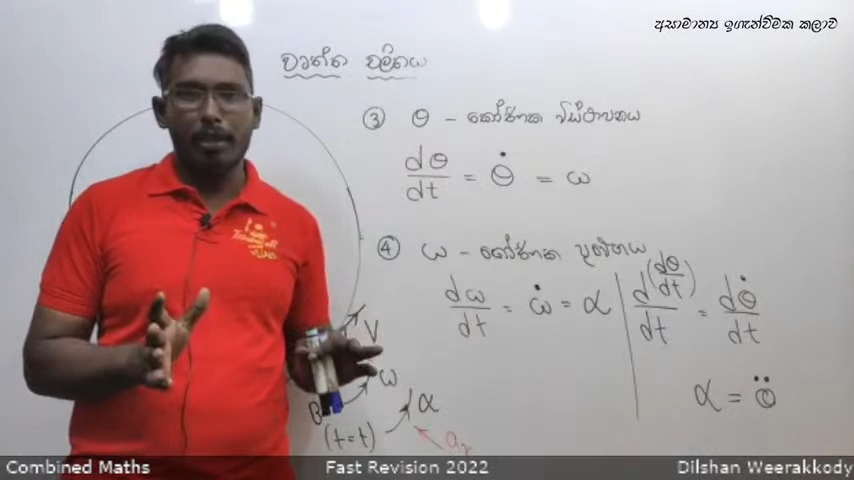 අසාමාන්‍ය ඉගැන්වීමක කලාව
වෘත්ත චලිතය
③ θ - කෝණික විස්ථාපනය
dθ/dt = θ̇ = ω
④ ω - කෝණික ප්‍රවේගය
dω/dt = ω̇ = α | d(dθ/dt)/dt = dθ̇/dt
α = θ̈
V
ω
B
α
(t=t)
Combined Maths
Fast Revision 2022
Dilshan Weerakkody